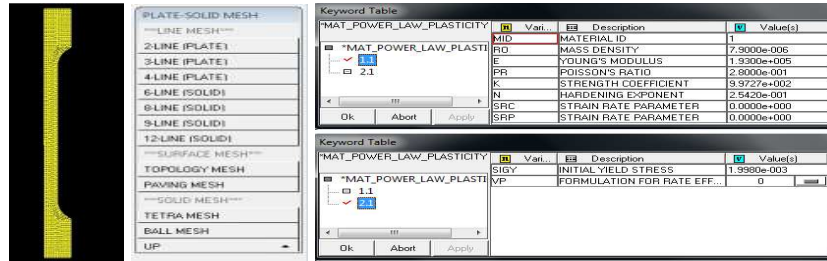 PLATE-SOLID MESH
***LINE MESH***
2-LINE (PLATE)
3-LINE (PLATE)
4-LINE (PLATE)
6-LINE (SOLID)
8-LINE (SOLID)
9-LINE (SOLID)
12-LINE (SOLID)
***SURFACE MESH***
TOPOLOGY MESH
PAVING MESH
***SOLID MESH***
TETRA MESH
BALL MESH
UP
Keyword Table
*MAT_POWER_LAW_PLASTICITY
Vari... Description Value(s)
*MAT_POWER_LAW_PLASTI
1.1
2.1
MID MATERIAL ID 1
RO MASS DENSITY 7.9000e-006
E YOUNG'S MODULUS 1.9300e+005
PR POISSON'S RATIO 2.8000e-001
K STRENGTH COEFFICIENT 9.9727e+002
N HARDENING EXPONENT 2.5420e-001
SRC STRAIN RATE PARAMETER 0.0000e+000
SRP STRAIN RATE PARAMETER 0.0000e+000
Ok Abort Apply
Keyword Table
*MAT_POWER_LAW_PLASTICITY
Vari... Description Value(s)
*MAT_POWER_LAW_PLASTI
1.1
2.1
SIGY INITIAL YIELD STRESS 1.9980e-003
VP FORMULATION FOR RATE EFF... 0
Ok Abort Apply